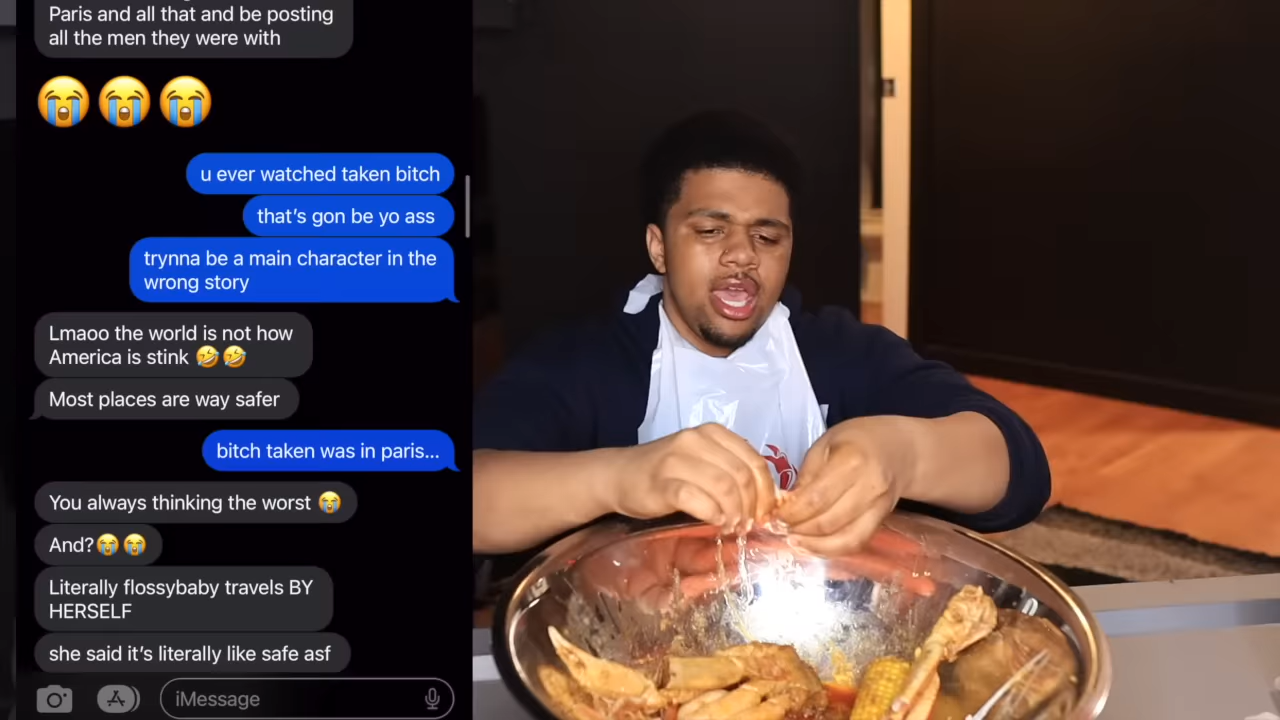 Paris and all that and be posting
all the men they were with
😭😭😭
u ever watched taken bitch
that's gon be yo ass
trynna be a main character in the
wrong story
Lmaoo the world is not how
America is stink 🤣🤣
Most places are way safer
bitch taken was in paris...
You always thinking the worst 😭
And?😭😭
Literally flossybaby travels BY
HERSELF
she said it's literally like safe asf
iMessage